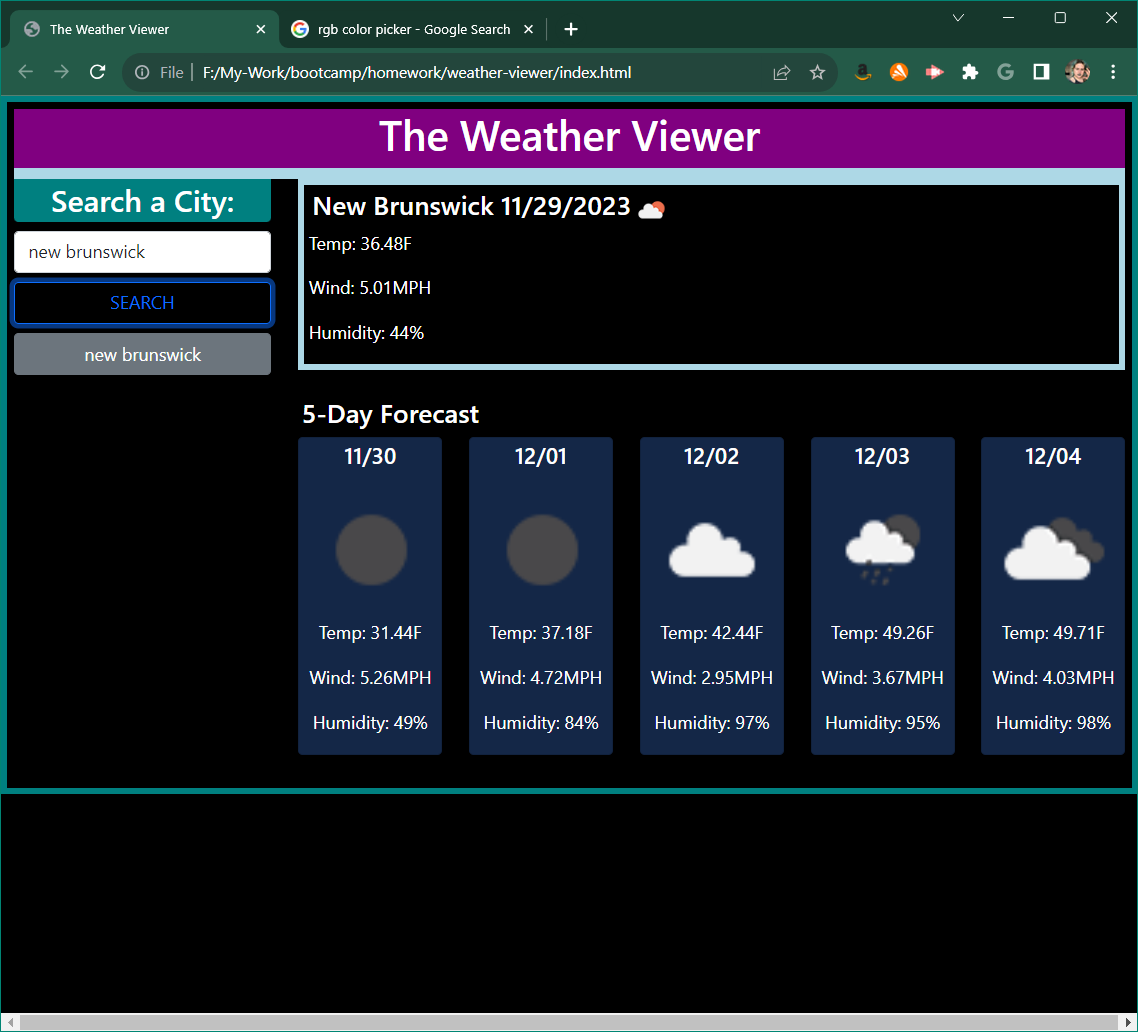 The Weather Viewer
rgb color picker - Google Search
File | F:/My-Work/bootcamp/homework/weather-viewer/index.html
The Weather Viewer
Search a City:
new brunswick
SEARCH
new brunswick
New Brunswick 11/29/2023
Temp: 36.48F
Wind: 5.01MPH
Humidity: 44%
5-Day Forecast
11/30
Temp: 31.44F
Wind: 5.26MPH
Humidity: 49%
12/01
Temp: 37.18F
Wind: 4.72MPH
Humidity: 84%
12/02
Temp: 42.44F
Wind: 2.95MPH
Humidity: 97%
12/03
Temp: 49.26F
Wind: 3.67MPH
Humidity: 95%
12/04
Temp: 49.71F
Wind: 4.03MPH
Humidity: 98%